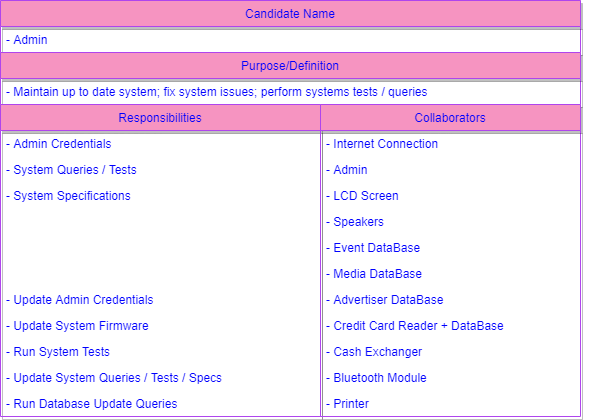 Candidate Name
- Admin
Purpose/Definition
- Maintain up to date system; fix system issues; perform systems tests / queries
Responsibilities
- Admin Credentials
- System Queries / Tests
- System Specifications
- Update Admin Credentials
- Update System Firmware
- Run System Tests
- Update System Queries / Tests / Specs
- Run Database Update Queries
Collaborators
- Internet Connection
- Admin
- LCD Screen
- Speakers
- Event DataBase
- Media DataBase
- Advertiser DataBase
- Credit Card Reader + DataBase
- Cash Exchanger
- Bluetooth Module
- Printer